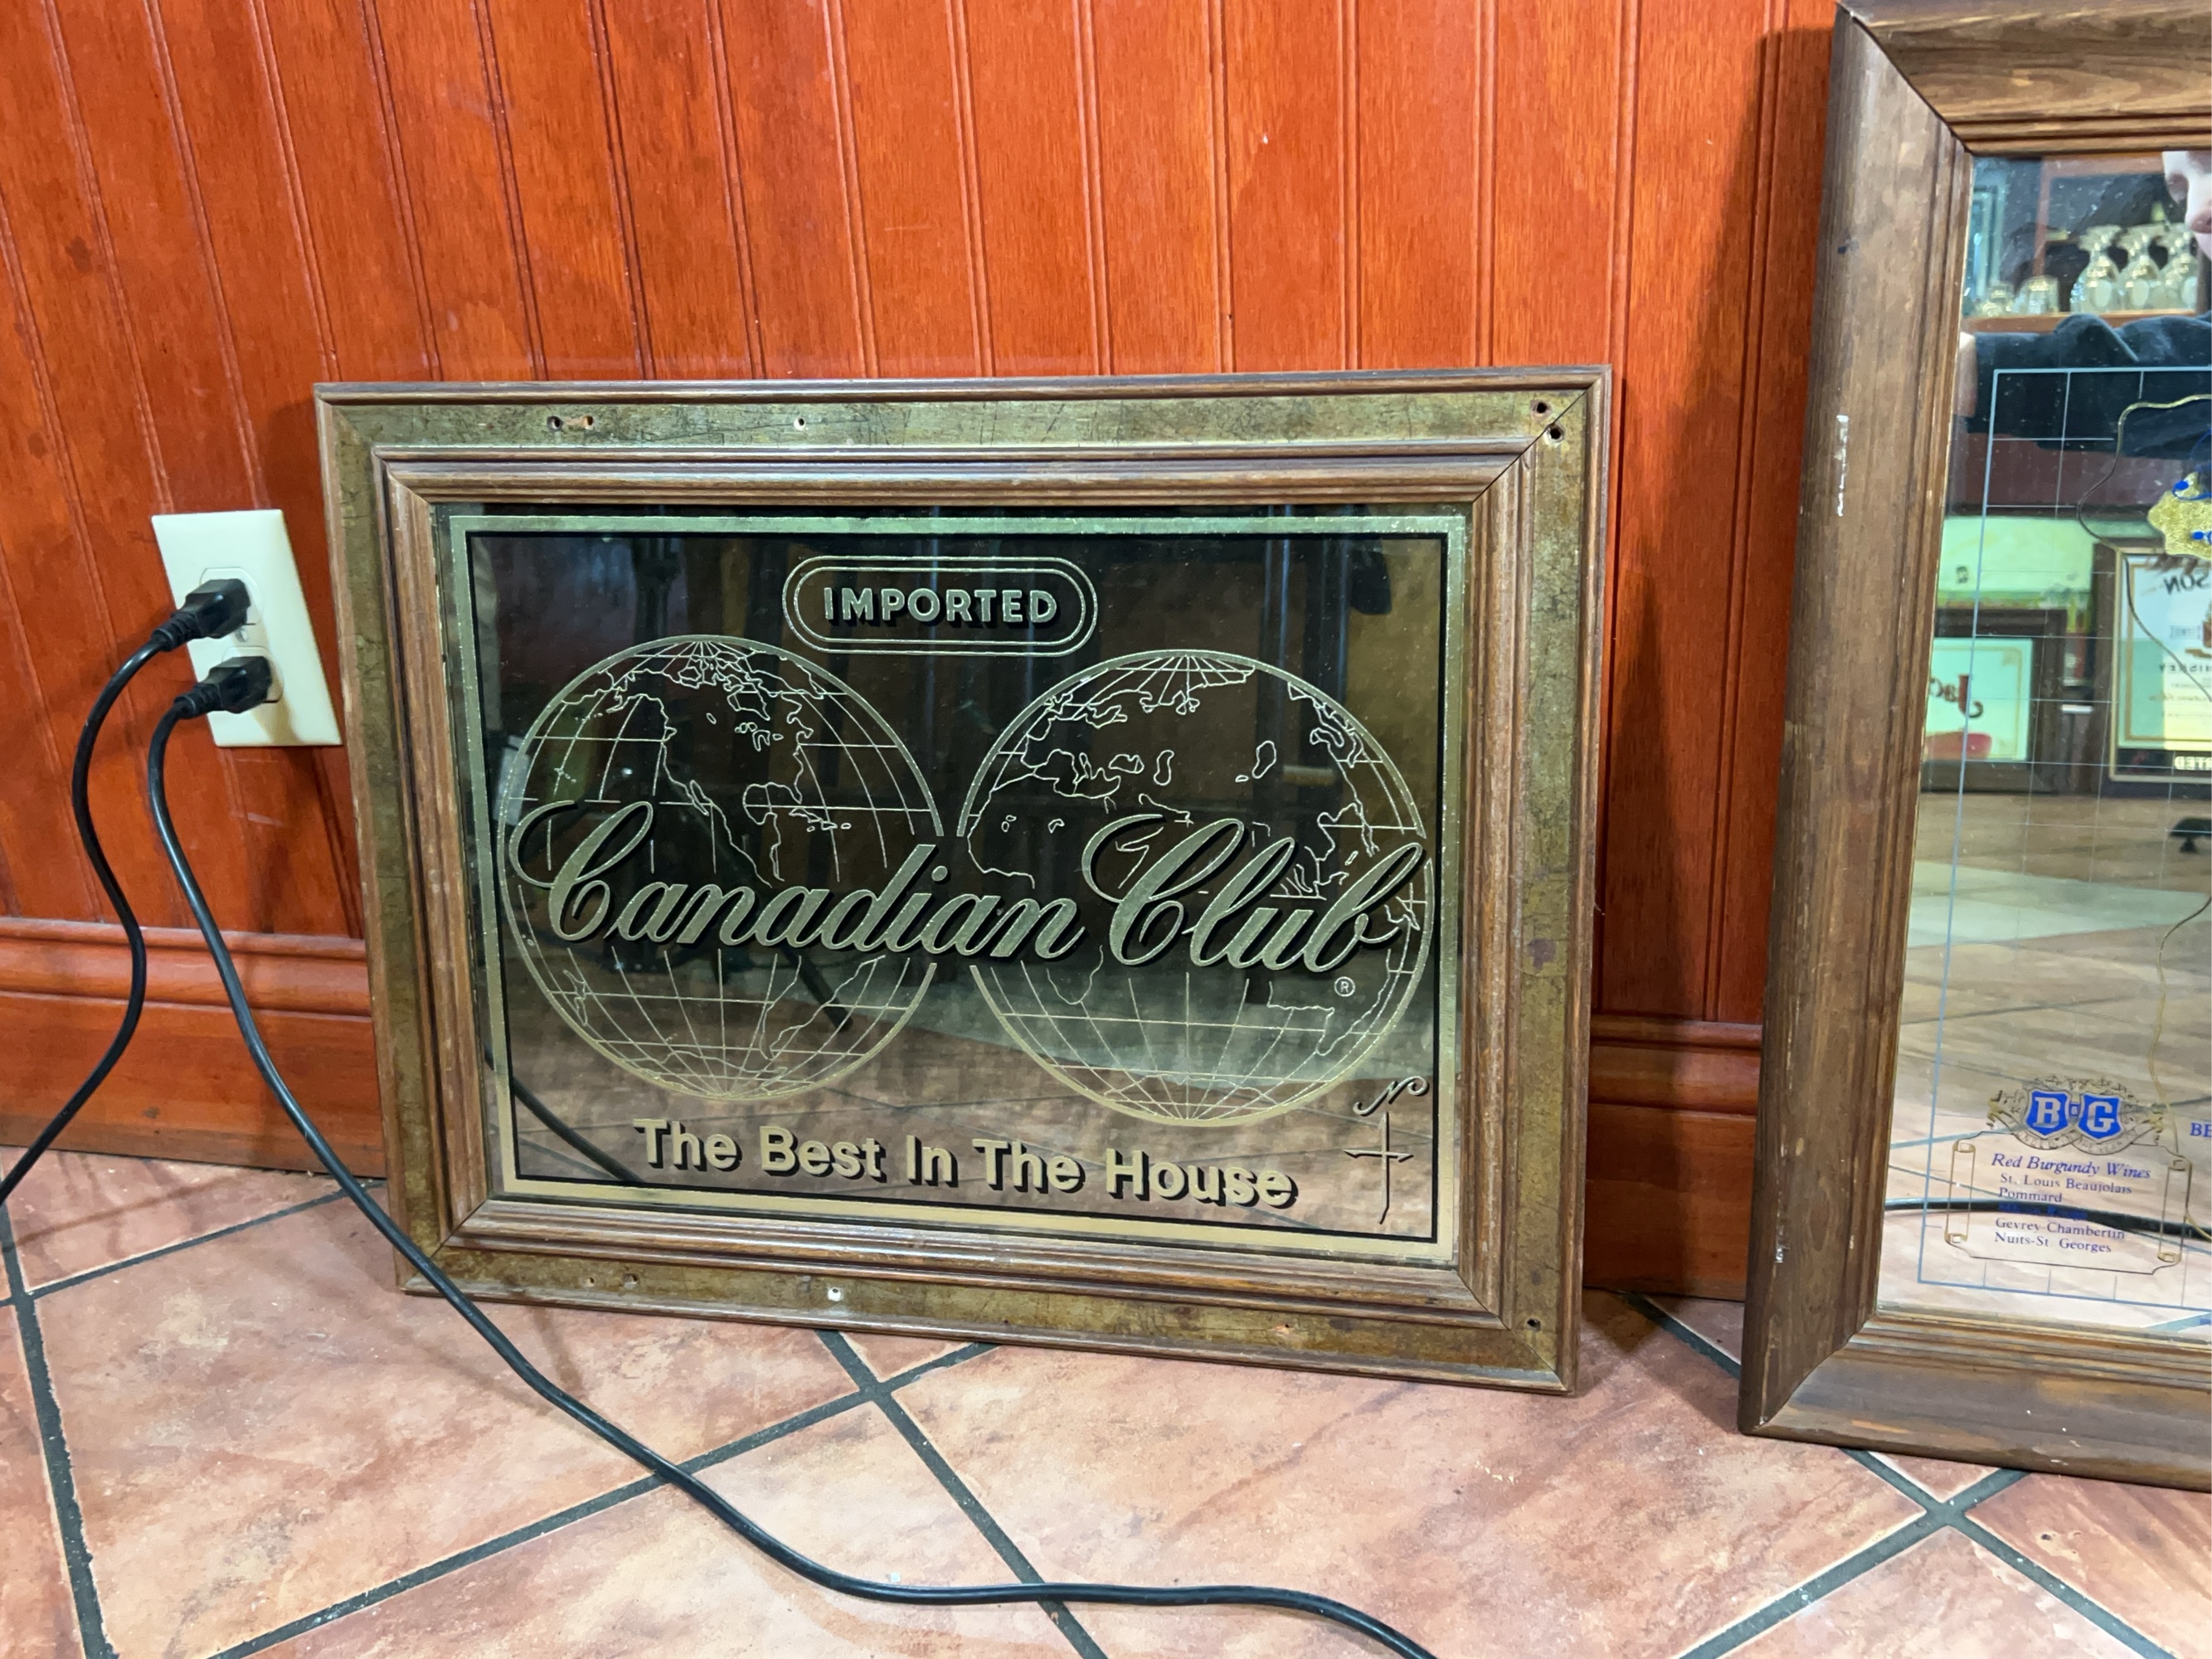 IMPORTED
Canadian Club
®
N
The Best In The House
B&G
Red Burgundy Wines
St. Louis Beaujolais
Pommard
Gevrey-Chambertin
Nuits-St. Georges
BE